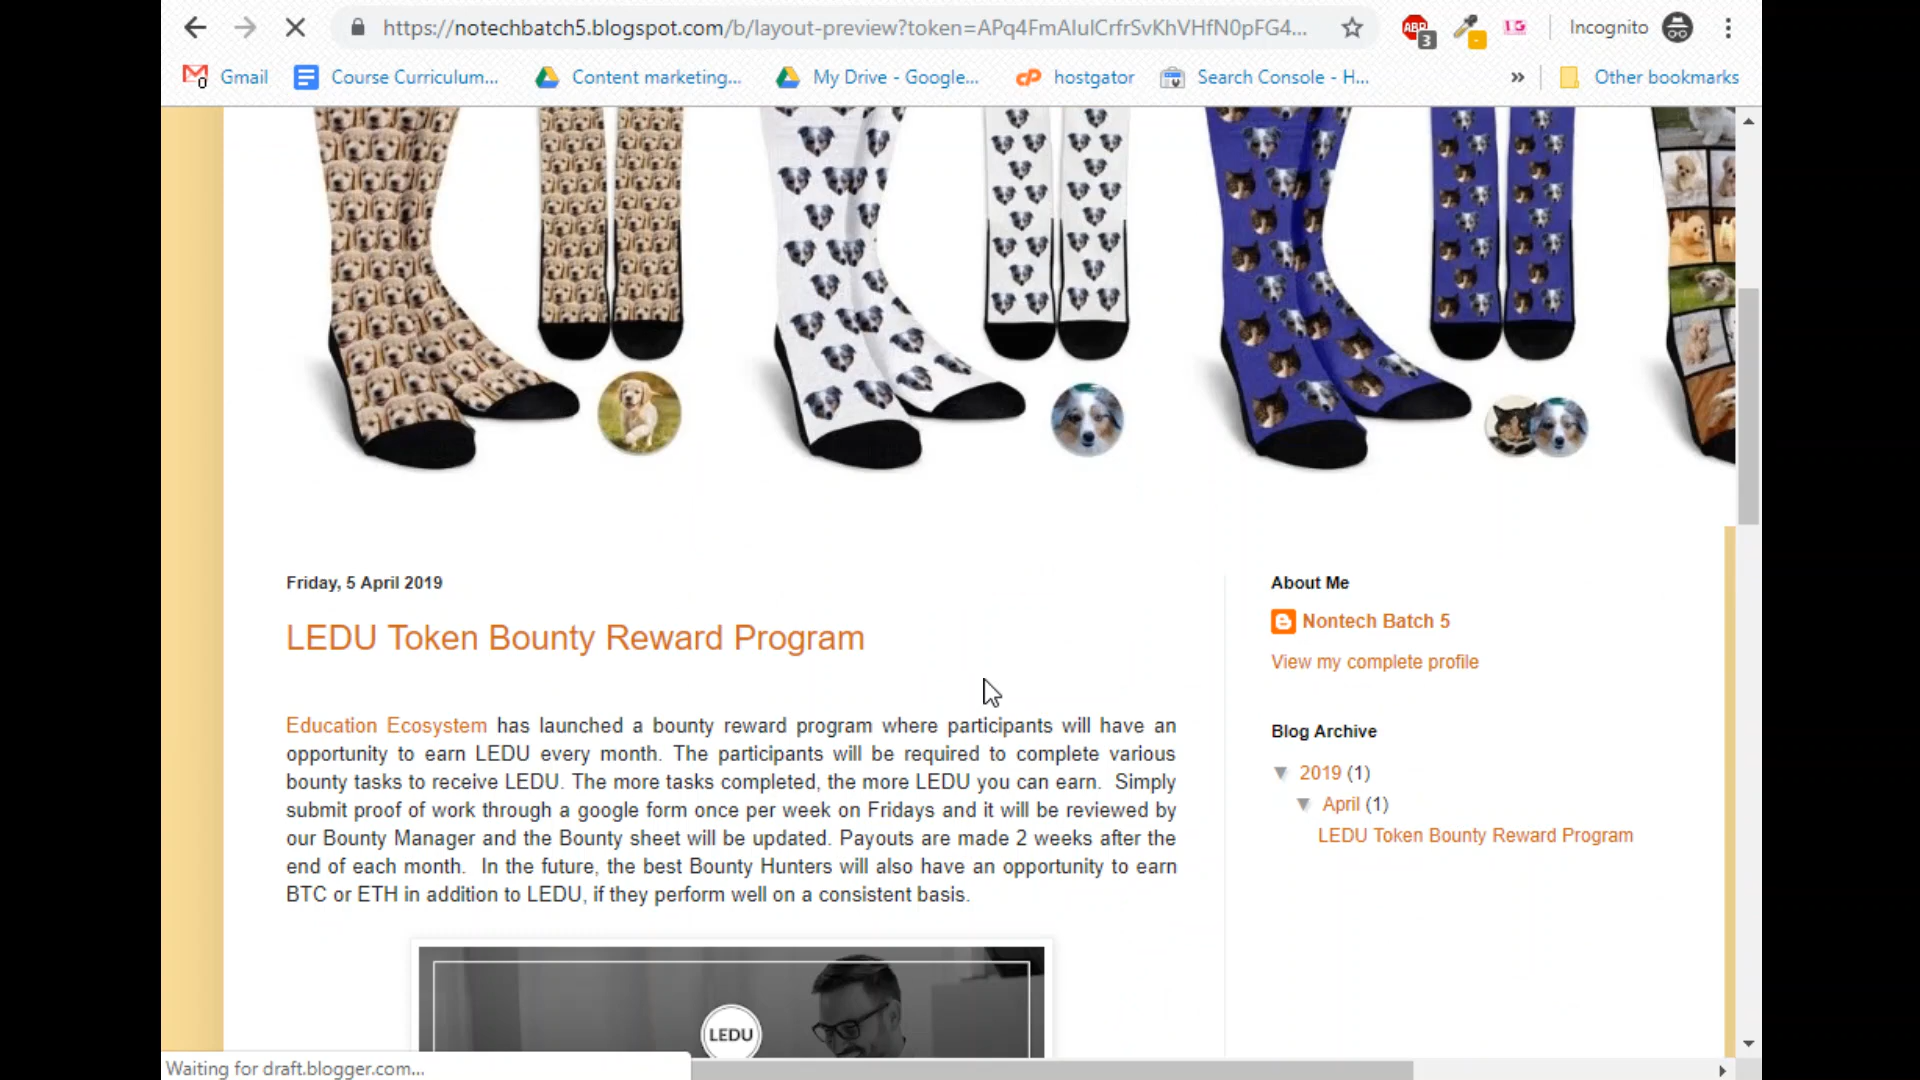 https://notechbatch5.blogspot.com/b/layout-preview?token=APq4FmAIulCrfrSvKhVHfN0pFG4...
ABP
3
Incognito
Gmail
0
Course Curriculum...
Content marketing...
My Drive - Google...
cP
hostgator
Search Console - H...
»
Other bookmarks
Friday, 5 April 2019
LEDU Token Bounty Reward Program
Education Ecosystem has launched a bounty reward program where participants will have an
opportunity to earn LEDU every month. The participants will be required to complete various
bounty tasks to receive LEDU. The more tasks completed, the more LEDU you can earn. Simply
submit proof of work through a google form once per week on Fridays and it will be reviewed by
our Bounty Manager and the Bounty sheet will be updated. Payouts are made 2 weeks after the
end of each month. In the future, the best Bounty Hunters will also have an opportunity to earn
BTC or ETH in addition to LEDU, if they perform well on a consistent basis.
LEDU
About Me
Nontech Batch 5
View my complete profile
Blog Archive
▼ 2019 (1)
▼ April (1)
LEDU Token Bounty Reward Program
Waiting for draft.blogger.com...